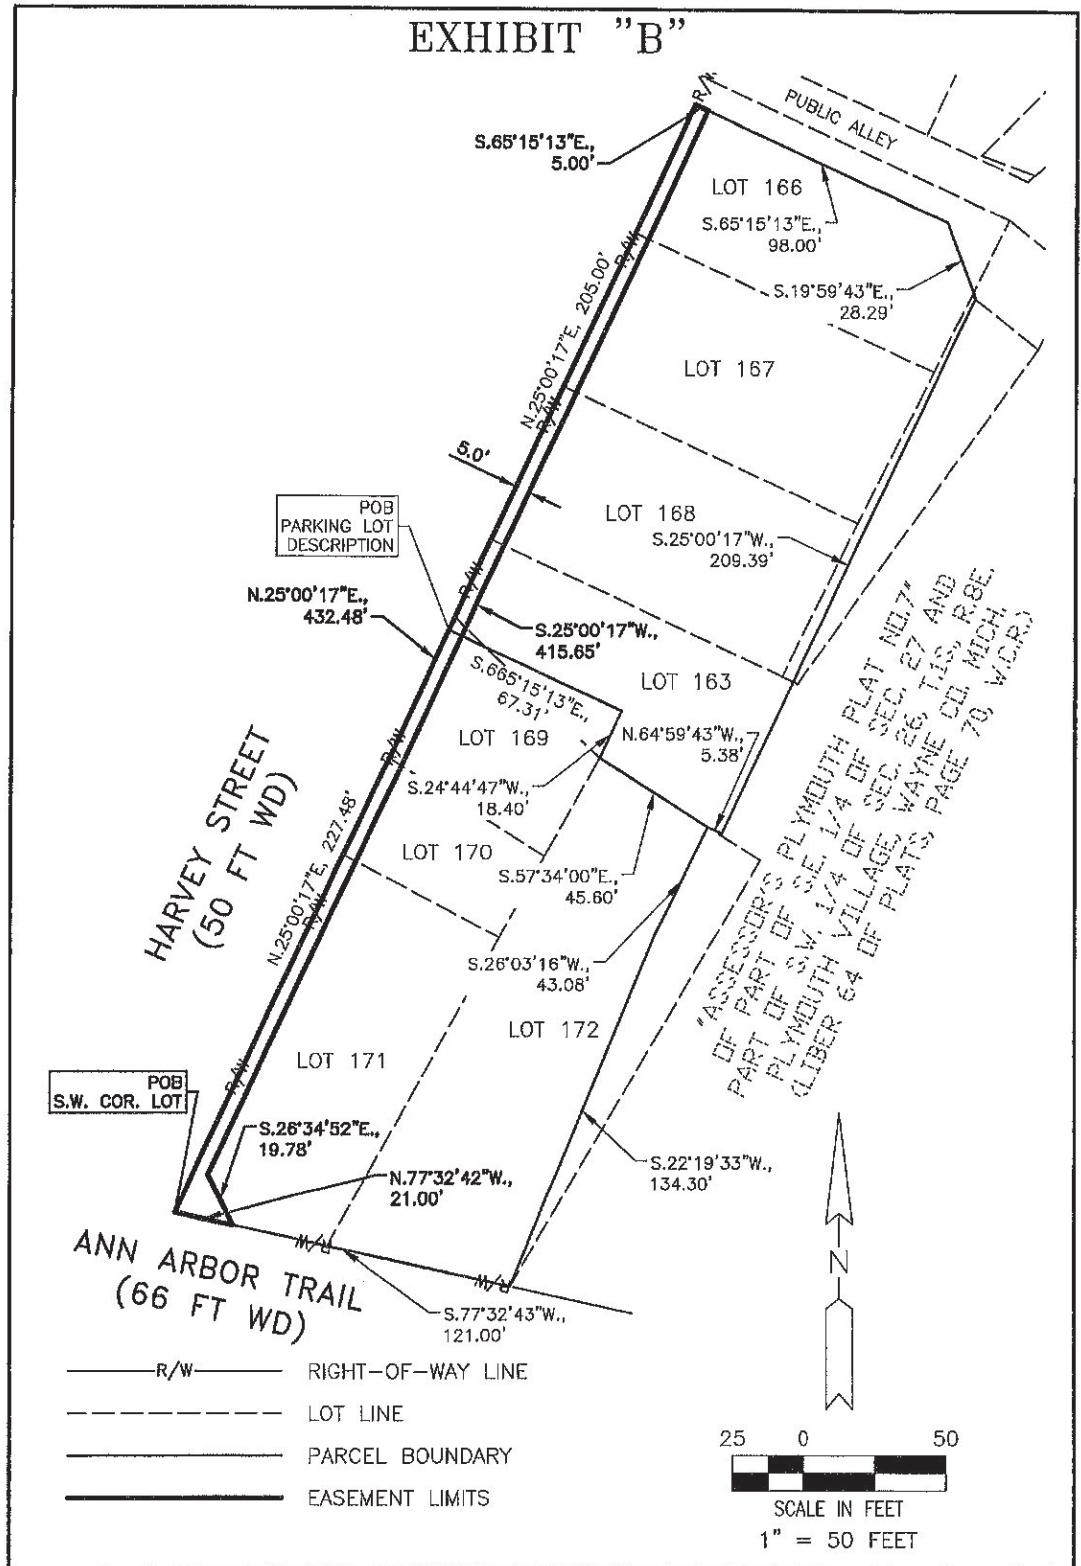 EXHIBIT "B"
R/W
PUBLIC ALLEY
S.65°15'13"E.,
5.00'
LOT 166
S.65°15'13"E.,
98.00'
S.19°59'43"E.,
28.29'
R/W
N.25°00'17"E, 205.00'
LOT 167
R/W
5.0'
POB
PARKING LOT
DESCRIPTION
LOT 168
S.25°00'17"W.,
209.39'
R/W
N.25°00'17"E.,
432.48'
S.25°00'17"W.,
415.65'
S.665°15'13"E.,
67.31'
LOT 163
N.64°59'43"W.,
5.38'
LOT 169
R/W
S.24°44'47"W.,
18.40'
HARVEY STREET
(50 FT WD)
N.25°00'17"E, 227.48'
R/W
LOT 170
S.57°34'00"E.,
45.60'
"ASSESSOR'S PLYMOUTH PLAT NO.7"
OF PART OF S.E. 1/4 OF SEC. 27 AND
PART OF S.W. 1/4 OF SEC. 26, T.1S., R.8E.
PLYMOUTH VILLAGE, WAYNE CO. MICH.
(LIBER 64 OF PLATS, PAGE 70, W.C.R.)
S.26°03'16"W.,
43.08'
LOT 172
LOT 171
R/W
POB
S.W. COR. LOT
S.26°34'52"E.,
19.78'
N.77°32'42"W.,
21.00'
S.22°19'33"W.,
134.30'
ANN ARBOR TRAIL
(66 FT WD)
R/W
R/W
S.77°32'43"W.,
121.00'
N
R/W RIGHT-OF-WAY LINE
LOT LINE
PARCEL BOUNDARY
EASEMENT LIMITS
25 0 50
SCALE IN FEET
1" = 50 FEET